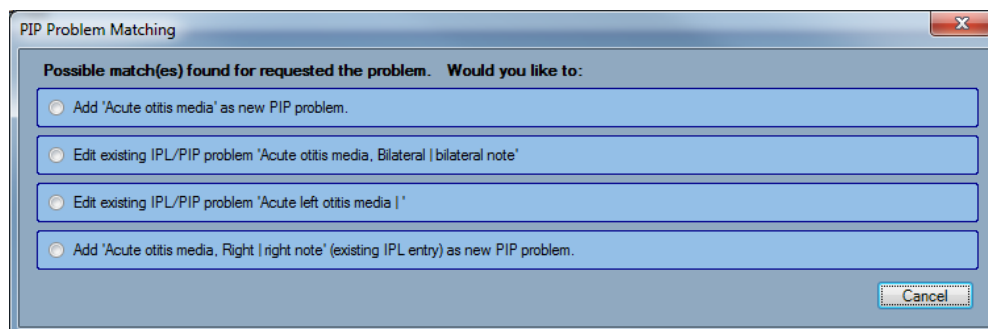 PIP Problem Matching
Possible match(es) found for requested the problem. Would you like to:
Add 'Acute otitis media' as new PIP problem.
Edit existing IPL/PIP problem 'Acute otitis media, Bilateral | bilateral note'
Edit existing IPL/PIP problem 'Acute left otitis media | '
Add 'Acute otitis media, Right | right note' (existing IPL entry) as new PIP problem.
Cancel